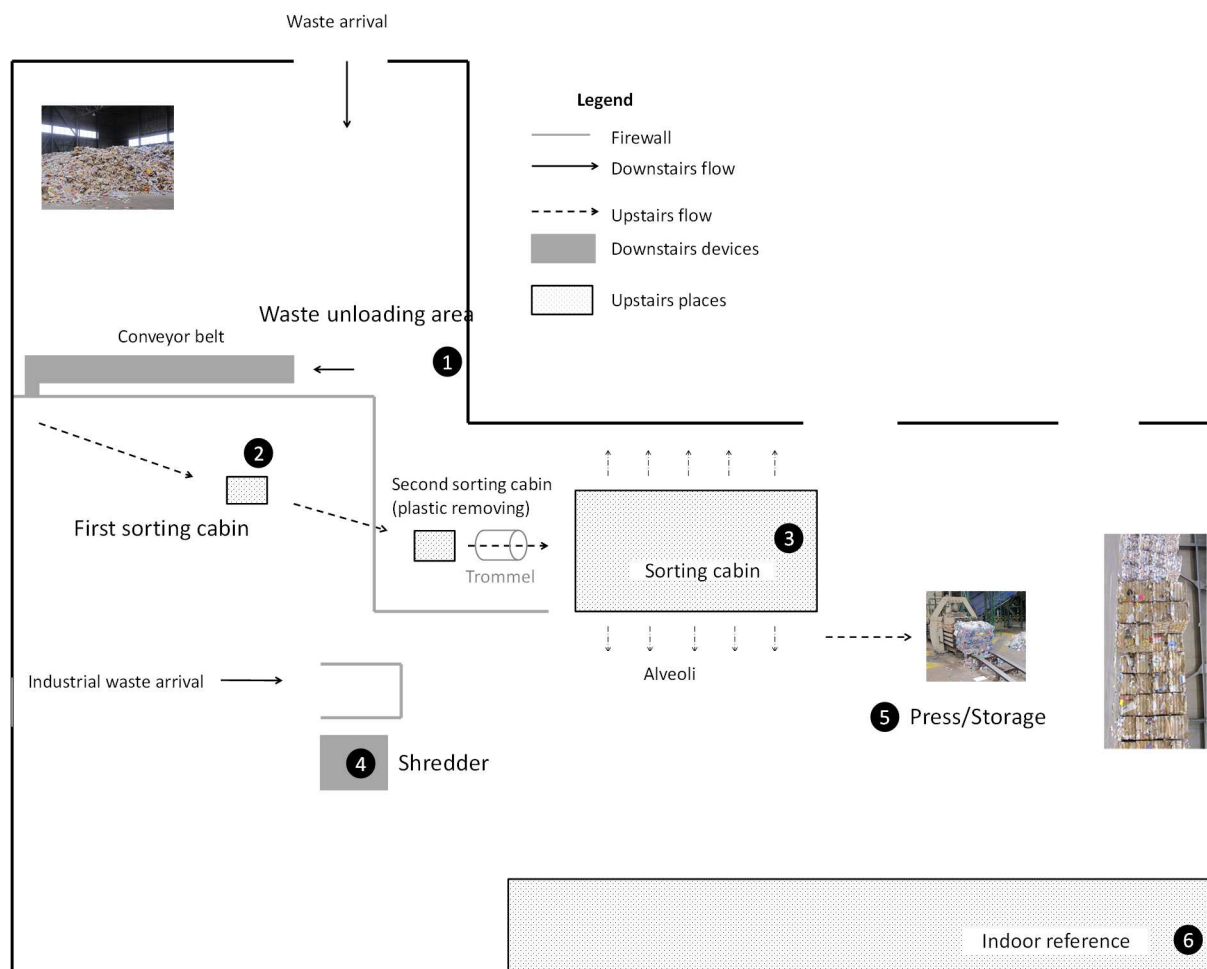 Waste arrival
Legend
Firewall
Downstairs flow
Upstairs flow
Downstairs devices
Upstairs places
Waste unloading area
Conveyor belt
1
2
Second sorting cabin
(plastic removing)
First sorting cabin
3
Trommel
Sorting cabin
Industrial waste arrival
Alveoli
5 Press/Storage
4 Shredder
Indoor reference 6